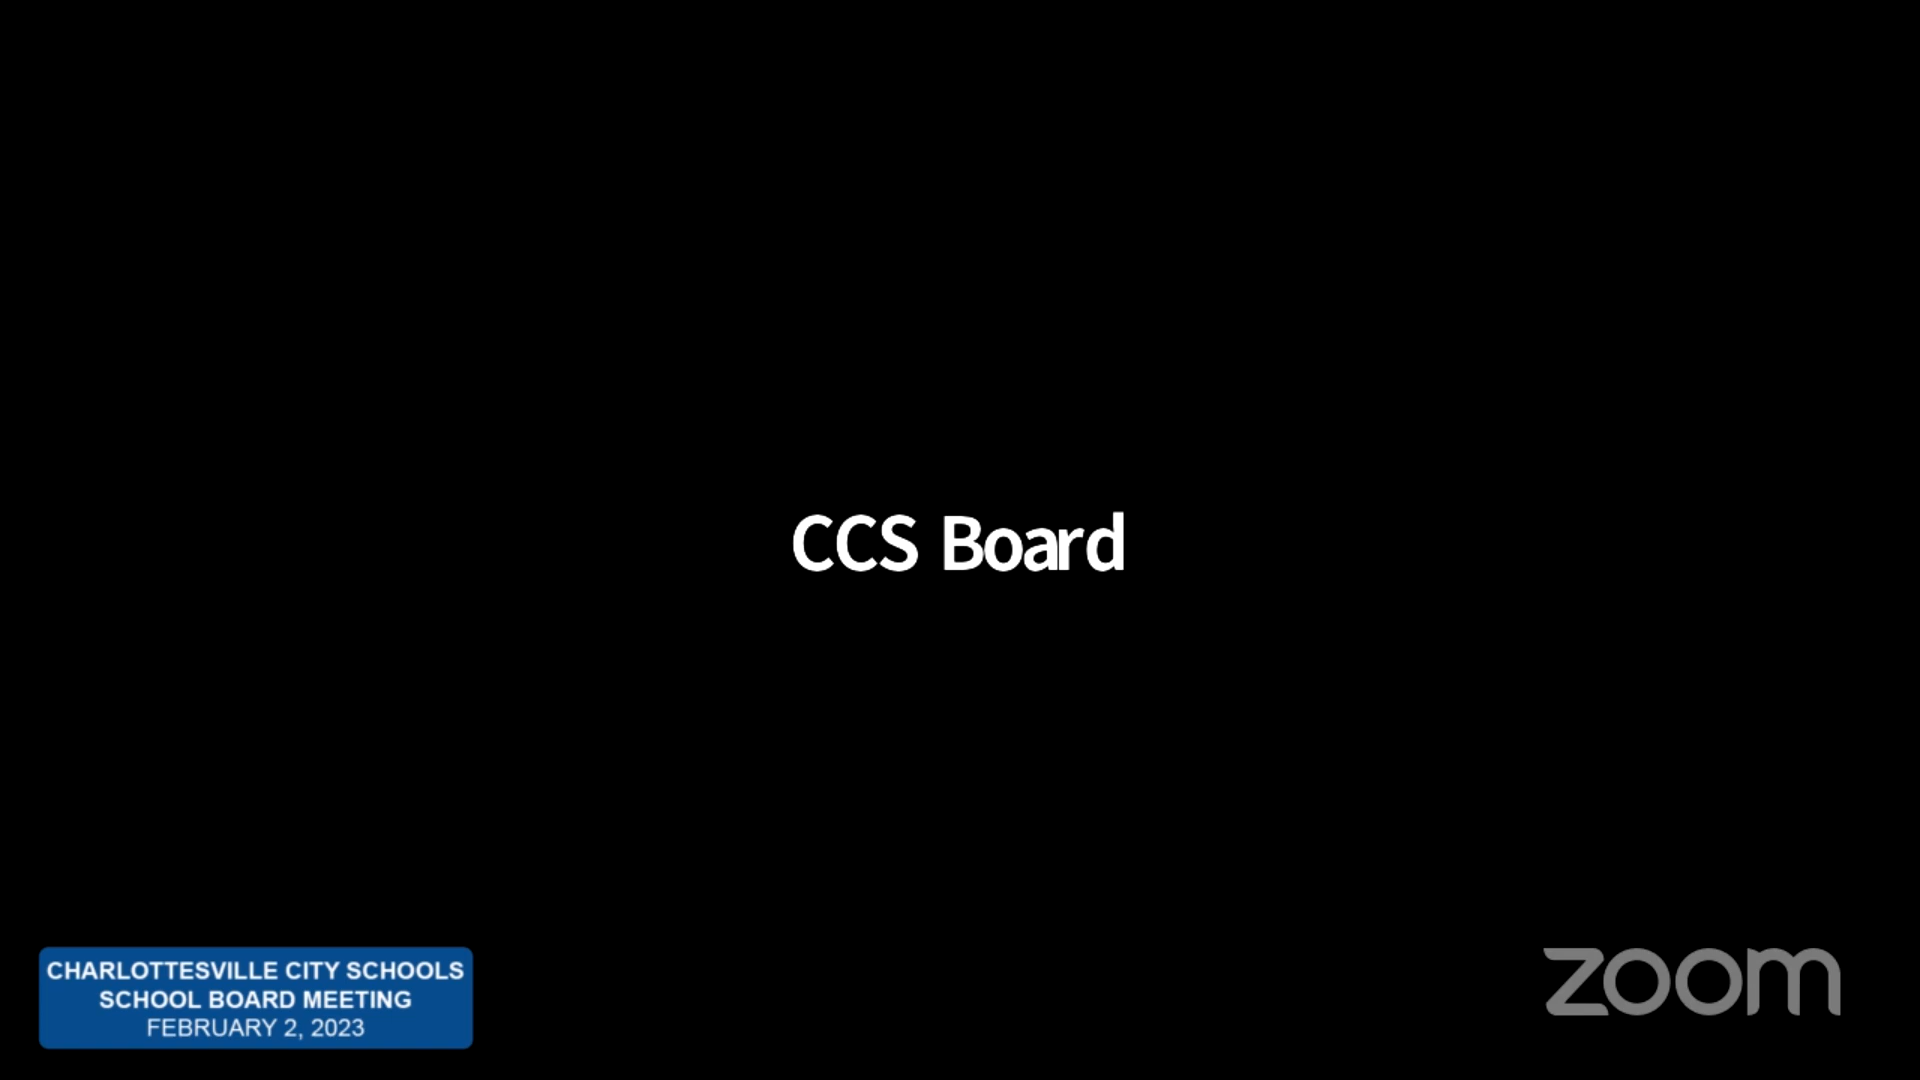 CCS Board
CHARLOTTESVILLE CITY SCHOOLS
SCHOOL BOARD MEETING
FEBRUARY 2, 2023
zoom